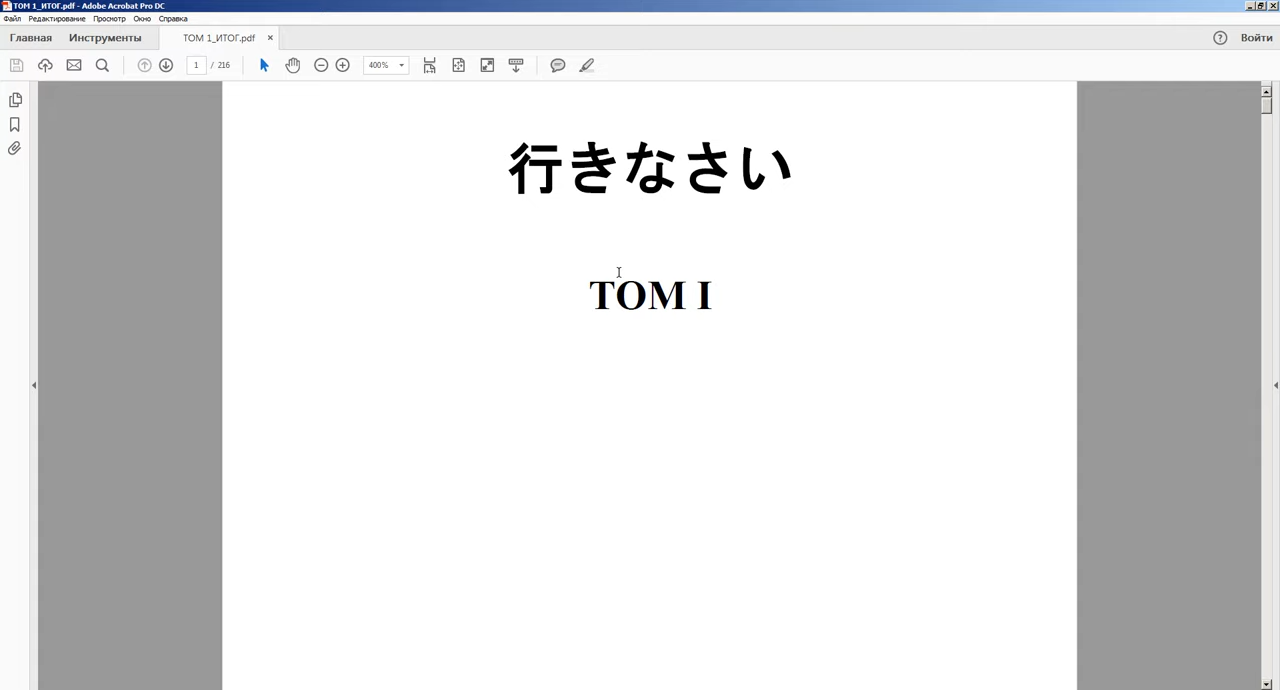 ТОМ 1_ИТОГ.pdf - Adobe Acrobat Pro DC
Файл Редактирование Просмотр Окно Справка
Главная Инструменты ТОМ 1_ИТОГ.pdf × ? Войти
1 / 216 400%
行きなさい
ТОМ I